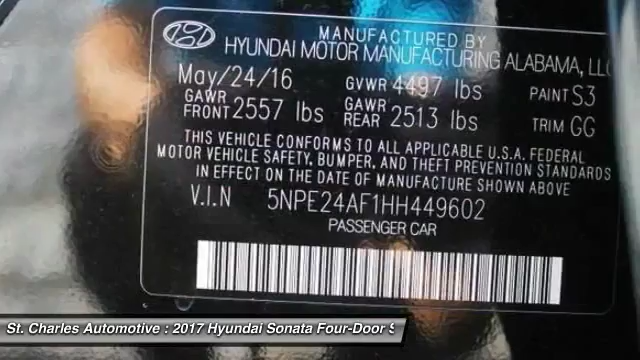 MANUFACTURED BY
HYUNDAI MOTOR MANUFACTURING ALABAMA, LLC
May/24/16 GVWR 4497 lbs PAINT S3
GAWR FRONT 2557 lbs GAWR REAR 2513 lbs TRIM GG
THIS VEHICLE CONFORMS TO ALL APPLICABLE U.S.A. FEDERAL
MOTOR VEHICLE SAFETY, BUMPER, AND THEFT PREVENTION STANDARDS
IN EFFECT ON THE DATE OF MANUFACTURE SHOWN ABOVE
V.I.N 5NPE24AF1HH449602
PASSENGER CAR
St. Charles Automotive : 2017 Hyundai Sonata Four-Door S